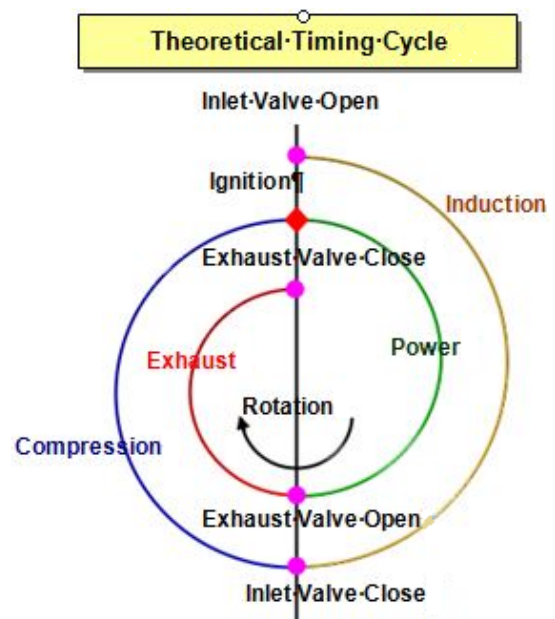 Theoretical·Timing·Cycle
Inlet·Valve·Open
Ignition¶
Induction
Exhaust·Valve·Close
Power
Exhaust
Rotation
Compression
Exhaust·Valve·Open
Inlet·Valve·Close